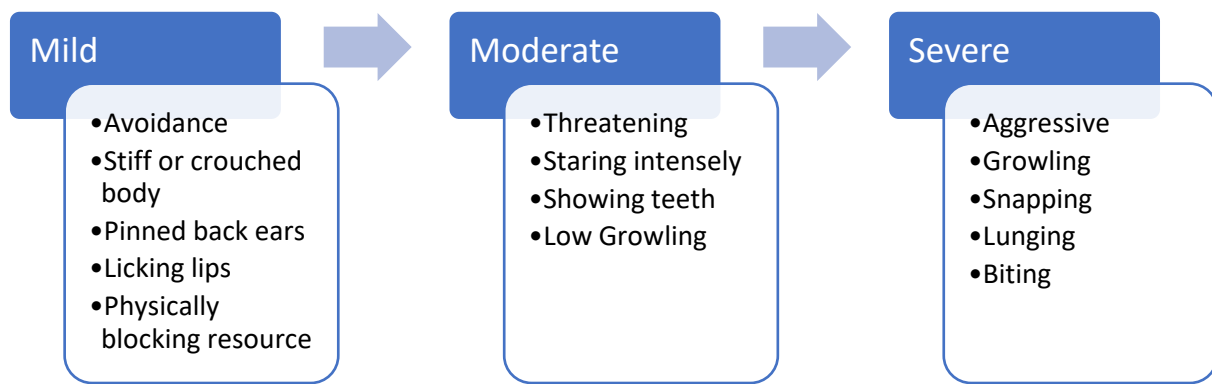 Mild
•Avoidance
•Stiff or crouched
body
•Pinned back ears
•Licking lips
•Physically
blocking resource
Moderate
•Threatening
•Staring intensely
•Showing teeth
•Low Growling
Severe
•Aggressive
•Growling
•Snapping
•Lunging
•Biting